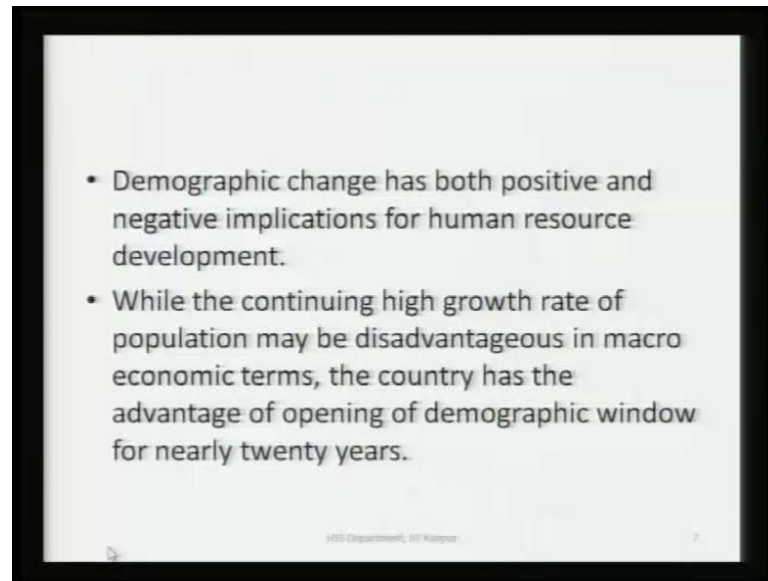 • Demographic change has both positive and
negative implications for human resource
development.
• While the continuing high growth rate of
population may be disadvantageous in macro
economic terms, the country has the
advantage of opening of demographic window
for nearly twenty years.
HSS Department, IIT Kanpur
7